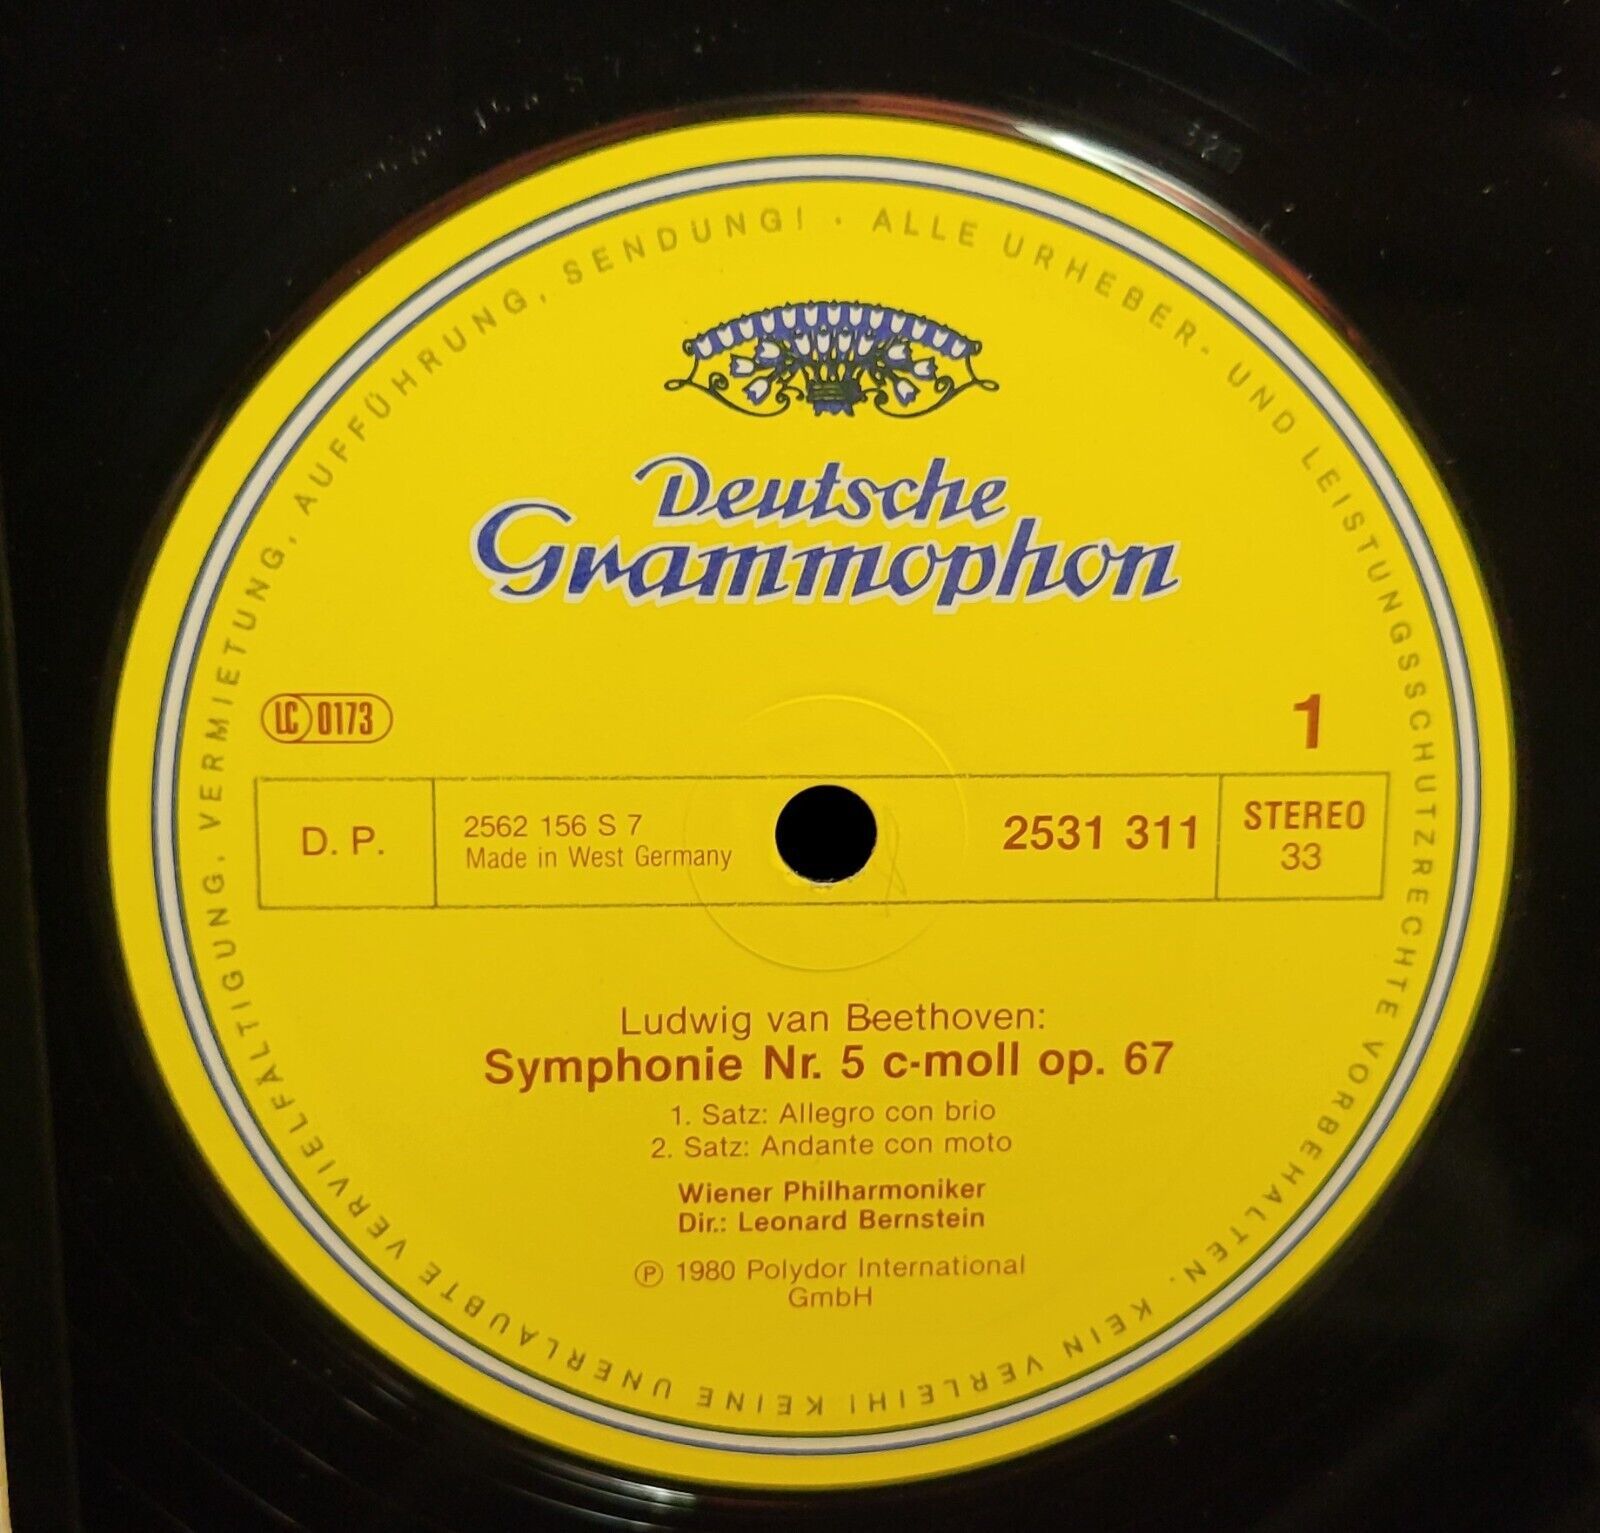 ALLE URHEBER- UND LEISTUNGSSCHUTZRECHTE VORBEHALTEN. KEIN VERLEIH! KEINE UNERLAUBTE VERVIELFÄLTIGUNG, VERMIETUNG, AUFFÜHRUNG, SENDUNG! ·
Deutsche
Grammophon
LC 0173
1
D. P.
2562 156 S 7
Made in West Germany
2531 311
STEREO
33
Ludwig van Beethoven:
Symphonie Nr. 5 c-moll op. 67
1. Satz: Allegro con brio
2. Satz: Andante con moto
Wiener Philharmoniker
Dir.: Leonard Bernstein
Ⓟ 1980 Polydor International
GmbH